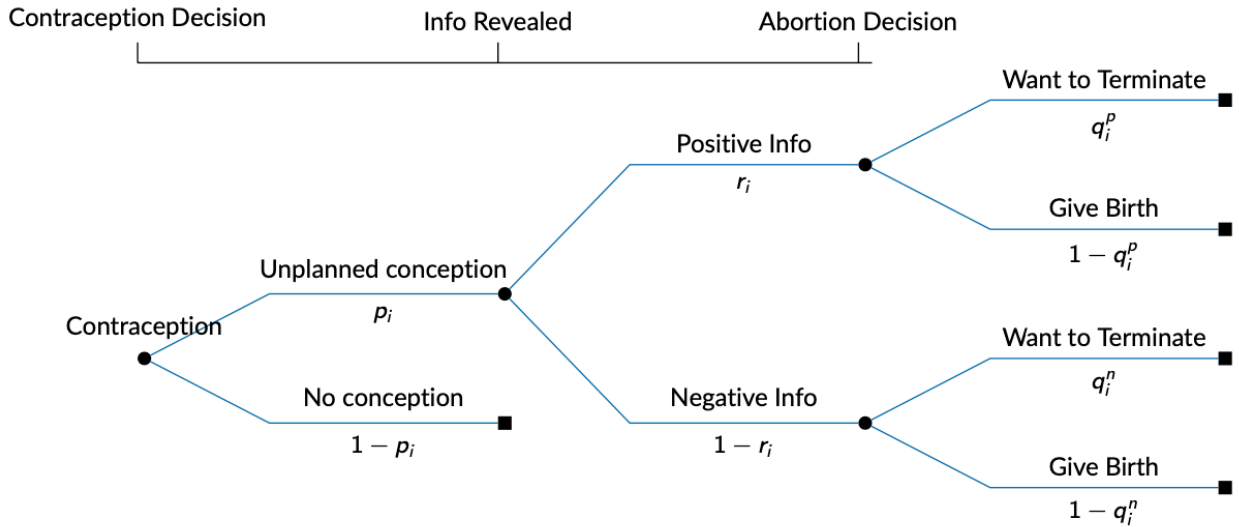 Contraception Decision
Info Revealed
Abortion Decision
Want to Terminate
q_i^p
Positive Info
r_i
Give Birth
1 − q_i^p
Unplanned conception
p_i
Contraception
Want to Terminate
q_i^n
No conception
1 − p_i
Negative Info
1 − r_i
Give Birth
1 − q_i^n